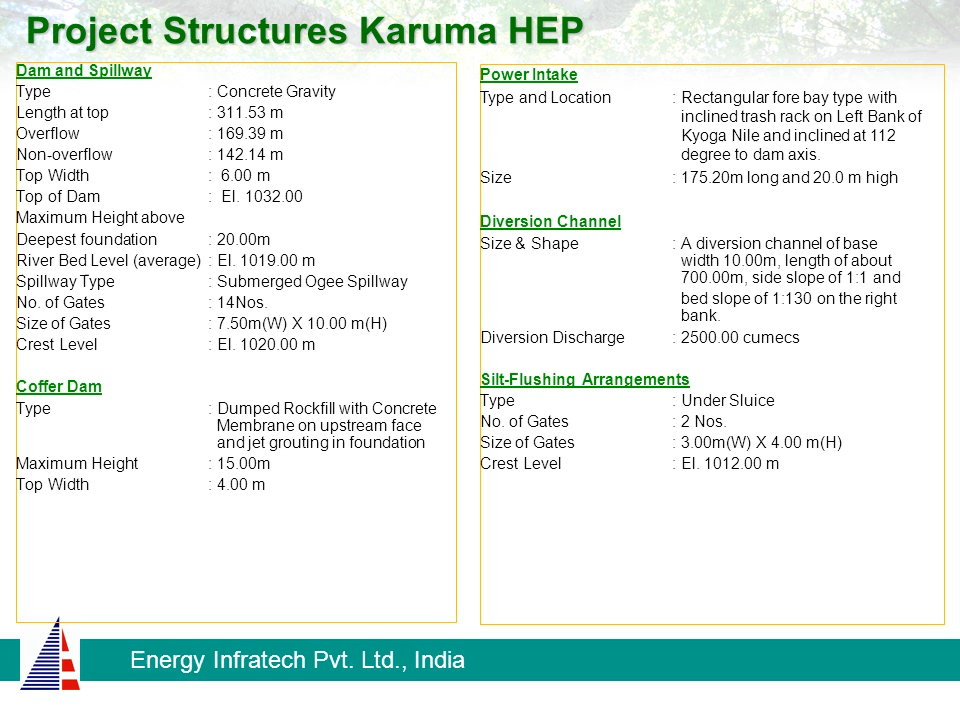 Project Structures Karuma HEP
Dam and Spillway
Type : Concrete Gravity
Length at top : 311.53 m
Overflow : 169.39 m
Non-overflow : 142.14 m
Top Width : 6.00 m
Top of Dam : El. 1032.00
Maximum Height above
Deepest foundation : 20.00m
River Bed Level (average) : El. 1019.00 m
Spillway Type : Submerged Ogee Spillway
No. of Gates : 14Nos.
Size of Gates : 7.50m(W) X 10.00 m(H)
Crest Level : El. 1020.00 m
Coffer Dam
Type : Dumped Rockfill with Concrete
Membrane on upstream face
and jet grouting in foundation
Maximum Height : 15.00m
Top Width : 4.00 m
Power Intake
Type and Location : Rectangular fore bay type with
inclined trash rack on Left Bank of
Kyoga Nile and inclined at 112
degree to dam axis.
Size : 175.20m long and 20.0 m high
Diversion Channel
Size & Shape : A diversion channel of base
width 10.00m, length of about
700.00m, side slope of 1:1 and
bed slope of 1:130 on the right
bank.
Diversion Discharge : 2500.00 cumecs
Silt-Flushing Arrangements
Type : Under Sluice
No. of Gates : 2 Nos.
Size of Gates : 3.00m(W) X 4.00 m(H)
Crest Level : El. 1012.00 m
Energy Infratech Pvt. Ltd., India